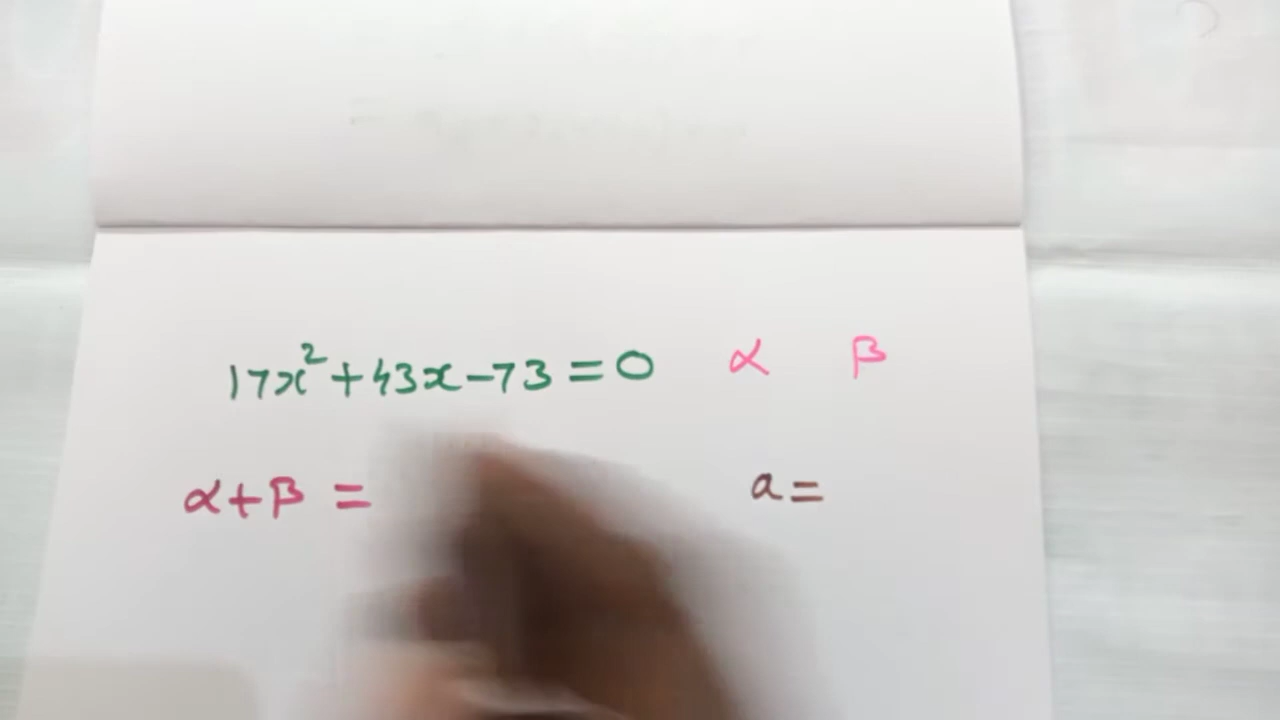 17x² + 43x - 73 = 0 α β
α + β = a =